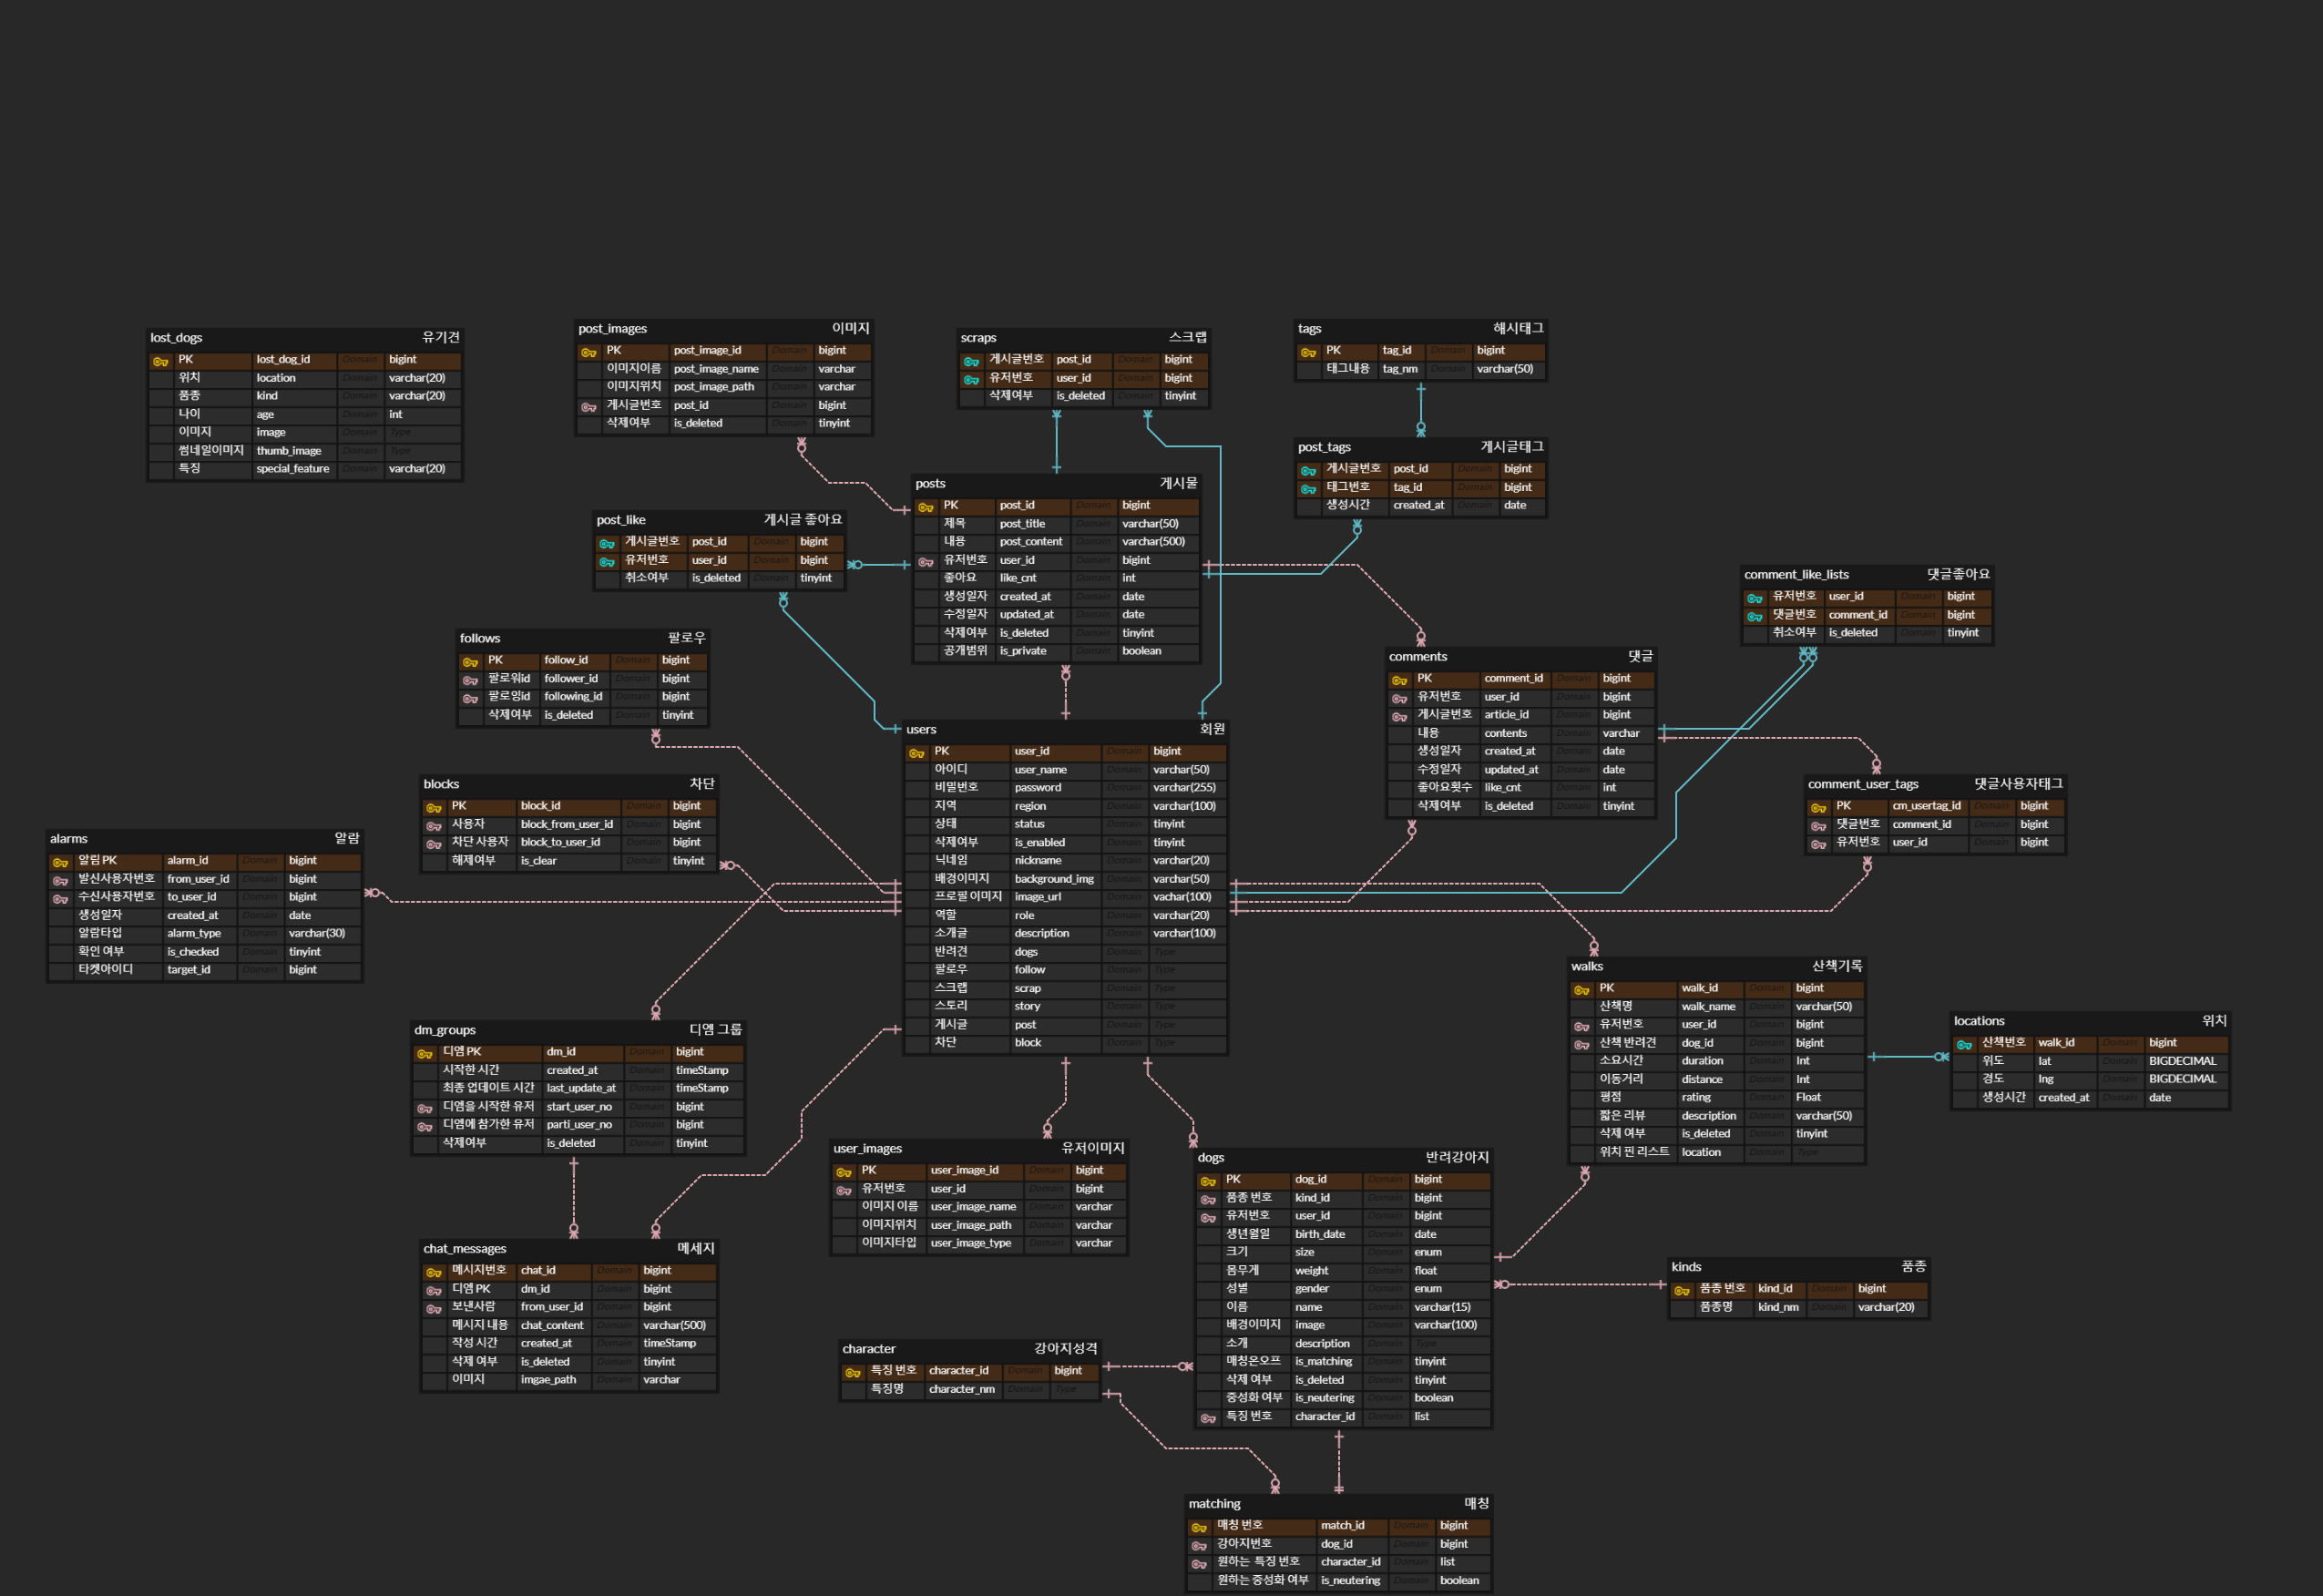 lost_dogs 유기견
PK lost_dog_id Domain bigint
위치 location Domain varchar(20)
품종 kind Domain varchar(20)
나이 age Domain int
이미지 image Domain Type
썸네일이미지 thumb_image Domain Type
특징 special_feature Domain varchar(20)
post_images 이미지
PK post_image_id Domain bigint
이미지이름 post_image_name Domain varchar
이미지위치 post_image_path Domain varchar
게시글번호 post_id Domain bigint
삭제여부 is_deleted Domain tinyint
scraps 스크랩
게시글번호 post_id Domain bigint
유저번호 user_id Domain bigint
삭제여부 is_deleted Domain tinyint
tags 해시태그
PK tag_id Domain bigint
태그내용 tag_nm Domain varchar(50)
post_tags 게시글태그
게시글번호 post_id Domain bigint
태그번호 tag_id Domain bigint
생성시간 created_at Domain date
posts 게시물
PK post_id Domain bigint
제목 post_title Domain varchar(50)
내용 post_content Domain varchar(500)
유저번호 user_id Domain bigint
좋아요 like_cnt Domain int
생성일자 created_at Domain date
수정일자 updated_at Domain date
삭제여부 is_deleted Domain tinyint
공개범위 is_private Domain boolean
post_like 게시글 좋아요
게시글번호 post_id Domain bigint
유저번호 user_id Domain bigint
취소여부 is_deleted Domain tinyint
comment_like_lists 댓글좋아요
유저번호 user_id Domain bigint
댓글번호 comment_id Domain bigint
취소여부 is_deleted Domain tinyint
follows 팔로우
PK follow_id Domain bigint
팔로워id follower_id Domain bigint
팔로잉id following_id Domain bigint
삭제여부 is_deleted Domain tinyint
comments 댓글
PK comment_id Domain bigint
유저번호 user_id Domain bigint
게시글번호 article_id Domain bigint
내용 contents Domain varchar
생성일자 created_at Domain date
수정일자 updated_at Domain date
좋아요횟수 like_cnt Domain int
삭제여부 is_deleted Domain tinyint
users 회원
PK user_id Domain bigint
아이디 user_name Domain varchar(50)
비밀번호 password Domain varchar(255)
지역 region Domain varchar(100)
상태 status Domain tinyint
삭제여부 is_enabled Domain tinyint
닉네임 nickname Domain varchar(20)
배경이미지 background_img Domain varchar(50)
프로필 이미지 image_url Domain vachar(100)
역할 role Domain varchar(20)
소개글 description Domain varchar(100)
반려견 dogs Domain Type
팔로우 follow Domain Type
스크랩 scrap Domain Type
스토리 story Domain Type
게시글 post Domain Type
차단 block Domain Type
blocks 차단
PK block_id Domain bigint
사용자 block_from_user_id Domain bigint
차단 사용자 block_to_user_id Domain bigint
해제여부 is_clear Domain tinyint
comment_user_tags 댓글사용자태그
PK cm_usertag_id Domain bigint
댓글번호 comment_id Domain bigint
유저번호 user_id Domain bigint
alarms 알람
알림 PK alarm_id Domain bigint
발신사용자번호 from_user_id Domain bigint
수신사용자번호 to_user_id Domain bigint
생성일자 created_at Domain date
알람타입 alarm_type Domain varchar(30)
확인 여부 is_checked Domain tinyint
타켓아이디 target_id Domain bigint
walks 산책기록
PK walk_id Domain bigint
산책명 walk_name Domain varchar(50)
유저번호 user_id Domain bigint
산책 반려견 dog_id Domain bigint
소요시간 duration Domain Int
이동거리 distance Domain Int
평점 rating Domain Float
짧은 리뷰 description Domain varchar(50)
삭제 여부 is_deleted Domain tinyint
위치 핀 리스트 location Domain Type
locations 위치
산책번호 walk_id Domain bigint
위도 lat Domain BIGDECIMAL
경도 lng Domain BIGDECIMAL
생성시간 created_at Domain date
dm_groups 디엠 그룹
디엠 PK dm_id Domain bigint
시작한 시간 created_at Domain timeStamp
최종 업데이트 시간 last_update_at Domain timeStamp
디엠을 시작한 유저 start_user_no Domain bigint
디엠에 참가한 유저 parti_user_no Domain bigint
삭제여부 is_deleted Domain tinyint
user_images 유저이미지
PK user_image_id Domain bigint
유저번호 user_id Domain bigint
이미지 이름 user_image_name Domain varchar
이미지위치 user_image_path Domain varchar
이미지타입 user_image_type Domain varchar
dogs 반려강아지
PK dog_id Domain bigint
품종 번호 kind_id Domain bigint
유저번호 user_id Domain bigint
생년월일 birth_date Domain date
크기 size Domain enum
몸무게 weight Domain float
성별 gender Domain enum
이름 name Domain varchar(15)
배경이미지 image Domain varchar(100)
소개 description Domain Type
매칭온오프 is_matching Domain tinyint
삭제 여부 is_deleted Domain tinyint
중성화 여부 is_neutering Domain boolean
특징 번호 character_id Domain list
chat_messages 메세지
메시지번호 chat_id Domain bigint
디엠 PK dm_id Domain bigint
보낸사람 from_user_id Domain bigint
메시지 내용 chat_content Domain varchar(500)
작성 시간 created_at Domain timeStamp
삭제 여부 is_deleted Domain tinyint
이미지 imgae_path Domain varchar
kinds 품종
품종 번호 kind_id Domain bigint
품종명 kind_nm Domain varchar(20)
character 강아지성격
특징 번호 character_id Domain bigint
특징명 character_nm Domain Type
matching 매칭
매칭 번호 match_id Domain bigint
강아지번호 dog_id Domain bigint
원하는 특징 번호 character_id Domain list
원하는 중성화 여부 is_neutering Domain boolean